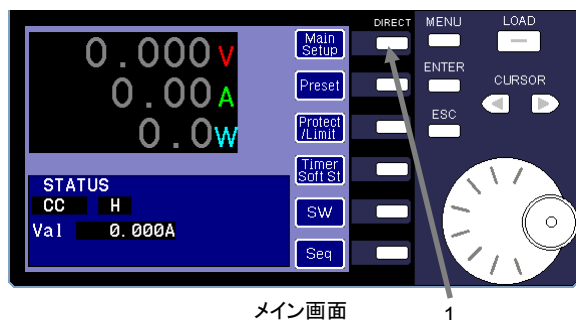 DIRECT
MENU
LOAD
0.000V
0.00A
0.0W
Main
Setup
Preset
Protect
/Limit
Timer
Soft St
SW
Seq
ENTER
CURSOR
ESC
STATUS
CC H
Val 0.000A
メイン画面
1